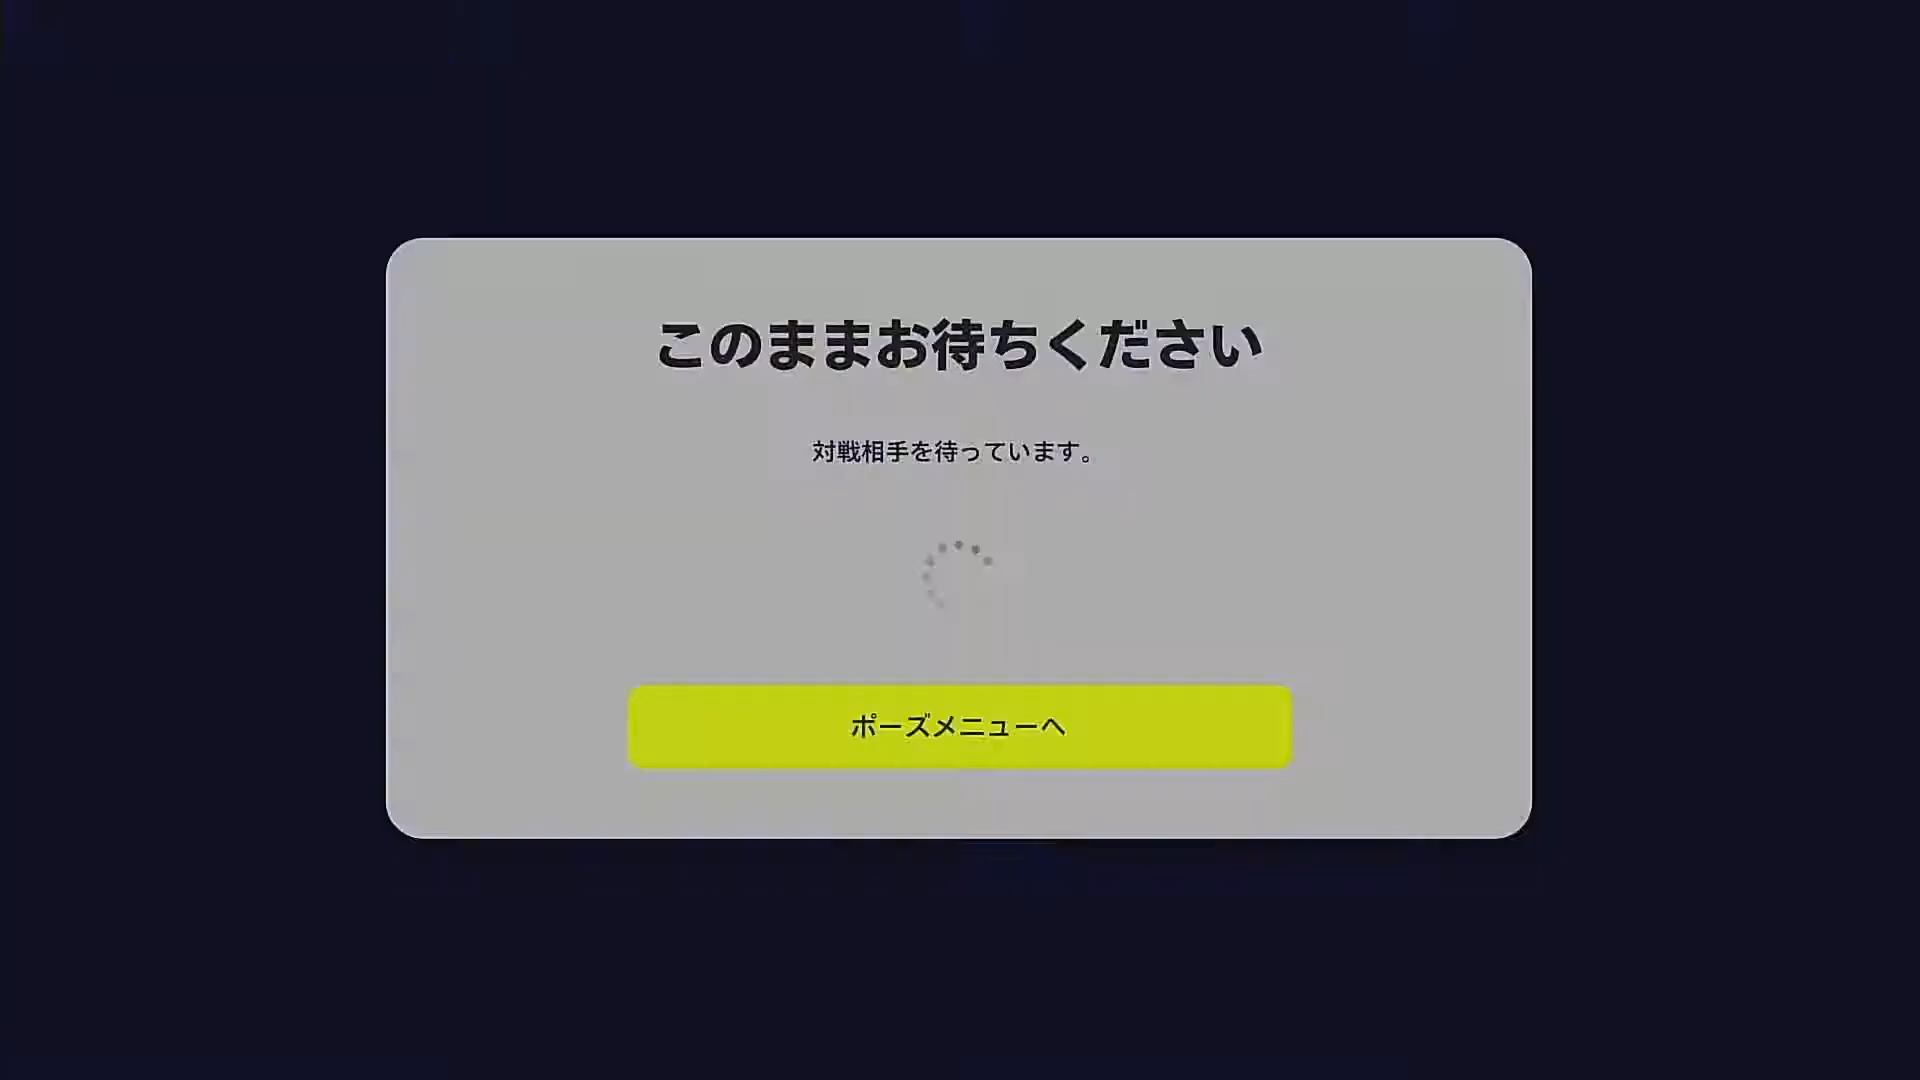 このままお待ちください
対戦相手を待っています。
ポーズメニューへ